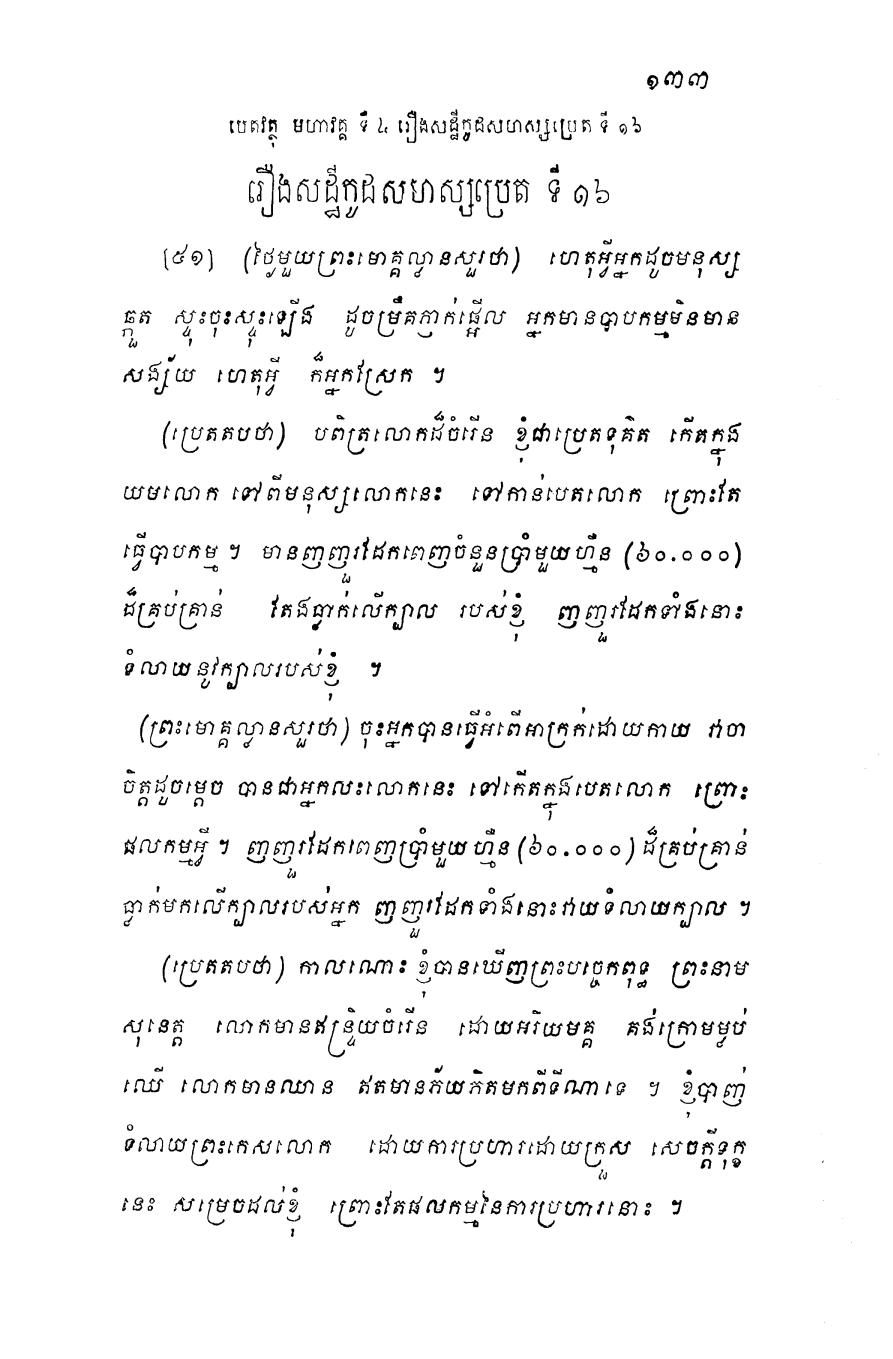 ១៣៣
បេតវត្ថុ មហាវគ្គ ទី ៤ រឿងសដ្ឋីកូដសហស្សប្រេត ទី ១៦
រឿងសដ្ឋីកូដសហស្សប្រេត ទី ១៦
[៥១] (ថ្ងៃមួយព្រះមោគ្គល្លានសួរថា) ហេតុអ្វីអ្នកដូចមនុស្ស
ឆ្កួត ស្ទុះចុះស្ទុះឡើង ដូចម្រឹគភ្ញាក់ផ្អើល អ្នកមានបាបកម្មមិនមាន
សង្ស័យ ហេតុអ្វី ក៏អ្នកស្រែក ។
(ប្រេតតបថា) បពិត្រលោកដ៏ចំរើន ខ្ញុំជាប្រេតទុគ៌ត កើតក្នុង
យមលោក ទៅពីមនុស្សលោកនេះ ទៅកាន់បេតលោក ព្រោះតែ
ធ្វើបាបកម្ម ។ មានញញួរដែកពេញចំនួនប្រាំមួយហ្មឺន (៦០.០០០)
ដ៏គ្រប់គ្រាន់ តែងធ្លាក់លើក្បាល របស់ខ្ញុំ ញញួរដែកទាំងនោះ
ទំលាយនូវក្បាលរបស់ខ្ញុំ ។
(ព្រះមោគ្គល្លានសួរថា) ចុះអ្នកបានធ្វើអំពើអាក្រក់ដោយកាយ វាចា
ចិត្តដូចម្តេច បានជាអ្នកលះលោកនេះ ទៅកើតក្នុងបេតលោក ព្រោះ
ផលកម្មអ្វី ។ ញញួរដែកពេញប្រាំមួយហ្មឺន (៦០.០០០) ដ៏គ្រប់គ្រាន់
ធ្លាក់មកលើក្បាលរបស់អ្នក ញញួរដែកទាំងនោះវាយទំលាយក្បាល ។
(ប្រេតតបថា) កាលណោះ ខ្ញុំបានឃើញព្រះបច្ចេកពុទ្ធ ព្រះនាម
សុនេត្ត លោកមានឥន្ទ្រិយចំរើន ដោយអរិយមគ្គ គង់ក្រោមម្លប់
ឈើ លោកមានឈាន ឥតមានភ័យភិតមកពីទីណាទេ ។ ខ្ញុំបាញ់
ទំលាយព្រះកេសលោក ដោយការប្រហារដោយក្រួស សេចក្តីទុក្ខ
នេះ សម្រេចដល់ខ្ញុំ ព្រោះតែផលកម្មនៃការប្រហារនោះ ។